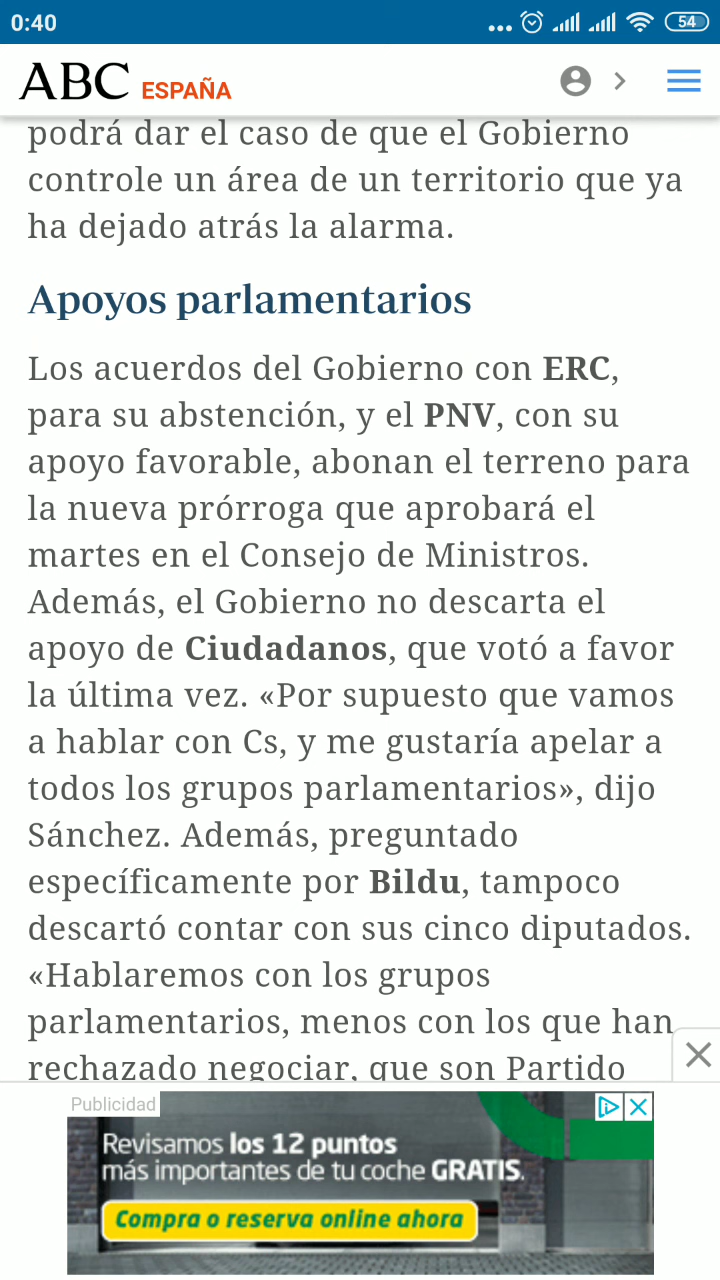 0:40
54
ABC ESPAÑA
podrá dar el caso de que el Gobierno
controle un área de un territorio que ya
ha dejado atrás la alarma.
Apoyos parlamentarios
Los acuerdos del Gobierno con ERC,
para su abstención, y el PNV, con su
apoyo favorable, abonan el terreno para
la nueva prórroga que aprobará el
martes en el Consejo de Ministros.
Además, el Gobierno no descarta el
apoyo de Ciudadanos, que votó a favor
la última vez. «Por supuesto que vamos
a hablar con Cs, y me gustaría apelar a
todos los grupos parlamentarios», dijo
Sánchez. Además, preguntado
específicamente por Bildu, tampoco
descartó contar con sus cinco diputados.
«Hablaremos con los grupos
parlamentarios, menos con los que han
rechazado negociar, que son Partido
Publicidad
Revisamos los 12 puntos
más importantes de tu coche GRATIS.
Compra o reserva online ahora